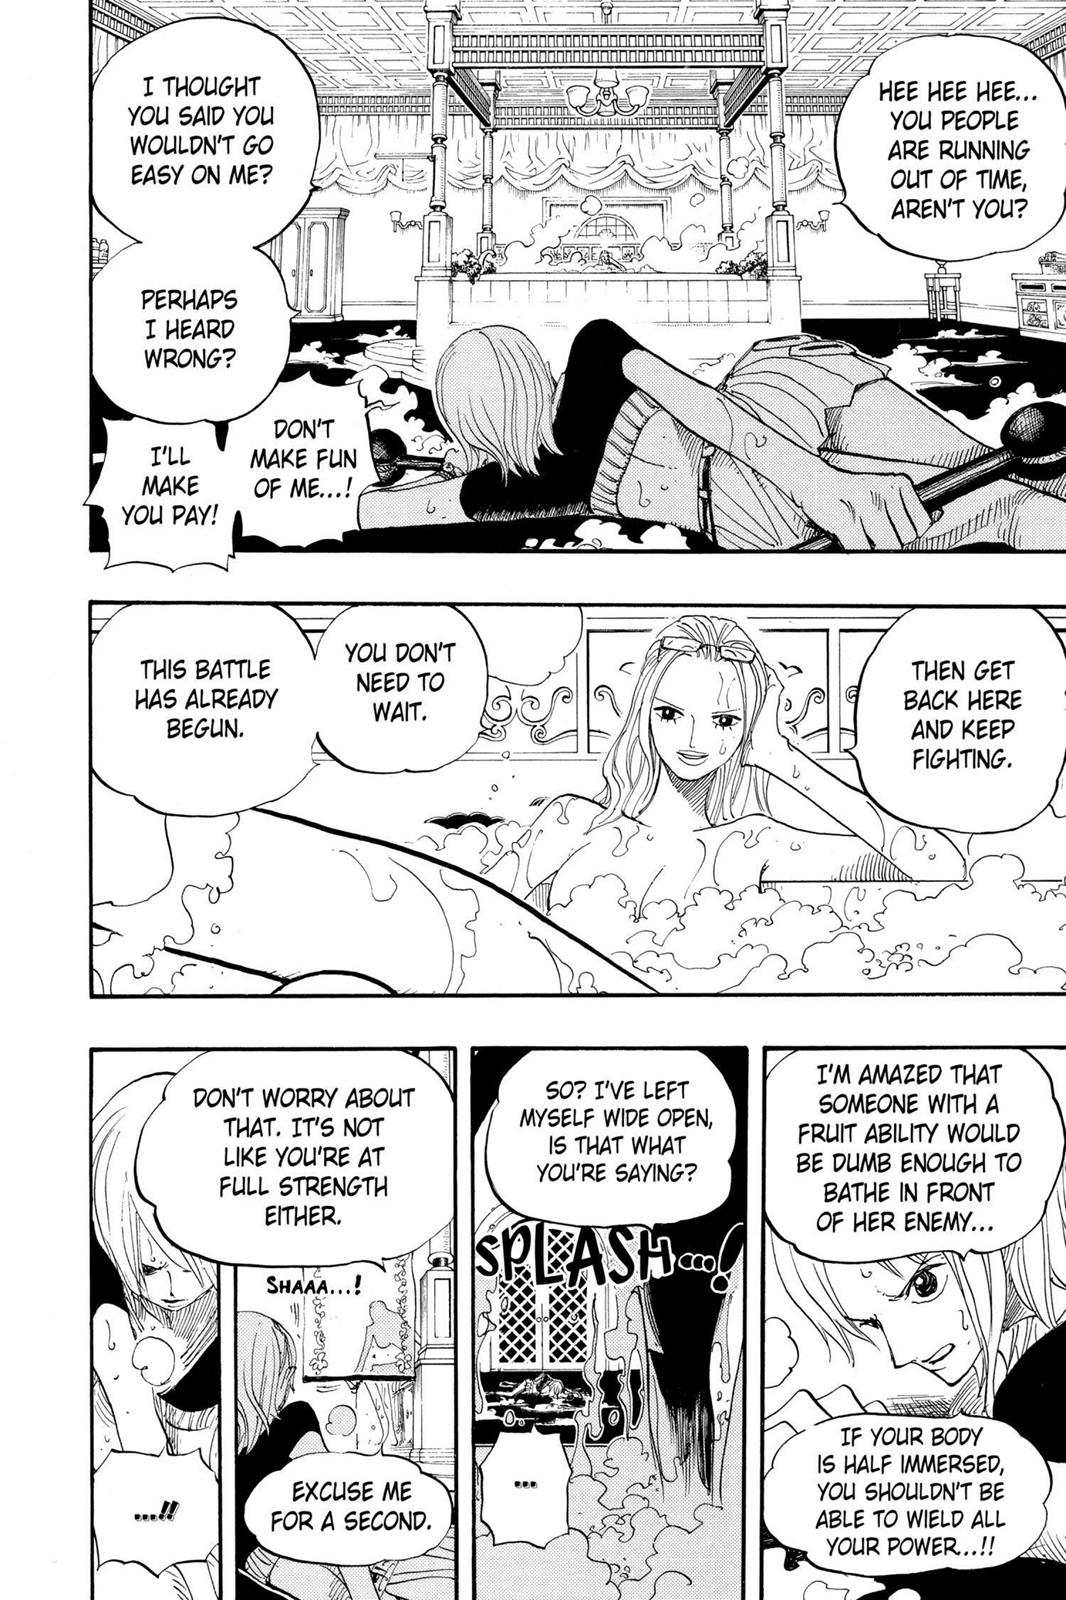 HEE HEE HEE...
YOU PEOPLE
ARE RUNNING
OUT OF TIME,
AREN'T YOU?
I THOUGHT
YOU SAID YOU
WOULDN'T GO
EASY ON ME?
PERHAPS
I HEARD
WRONG?
DON'T
MAKE FUN
OF ME...!
I'LL
MAKE
YOU PAY!
THEN GET
BACK HERE
AND KEEP
FIGHTING.
YOU DON'T
NEED TO
WAIT.
THIS BATTLE
HAS ALREADY
BEGUN.
I'M AMAZED THAT
SOMEONE WITH A
FRUIT ABILITY WOULD
BE DUMB ENOUGH TO
BATHE IN FRONT
OF HER ENEMY...
IF YOUR BODY
IS HALF IMMERSED,
YOU SHOULDN'T BE
ABLE TO WIELD ALL
YOUR POWER...!!
SO? I'VE LEFT
MYSELF WIDE OPEN,
IS THAT WHAT
YOU'RE SAYING?
SPLASH...!
...
DON'T WORRY ABOUT
THAT. IT'S NOT
LIKE YOU'RE AT
FULL STRENGTH
EITHER.
SHAAA...!
EXCUSE ME
FOR A SECOND.
...!!